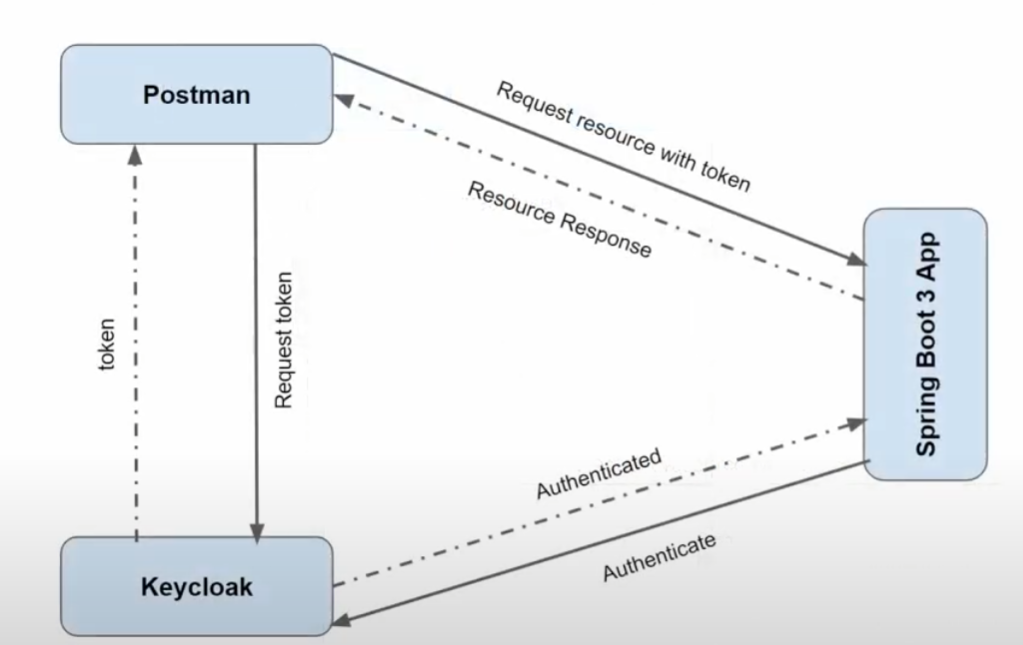 Postman
Request resource with token
Resource Response
Spring Boot 3 App
token
Request token
Authenticated
Authenticate
Keycloak